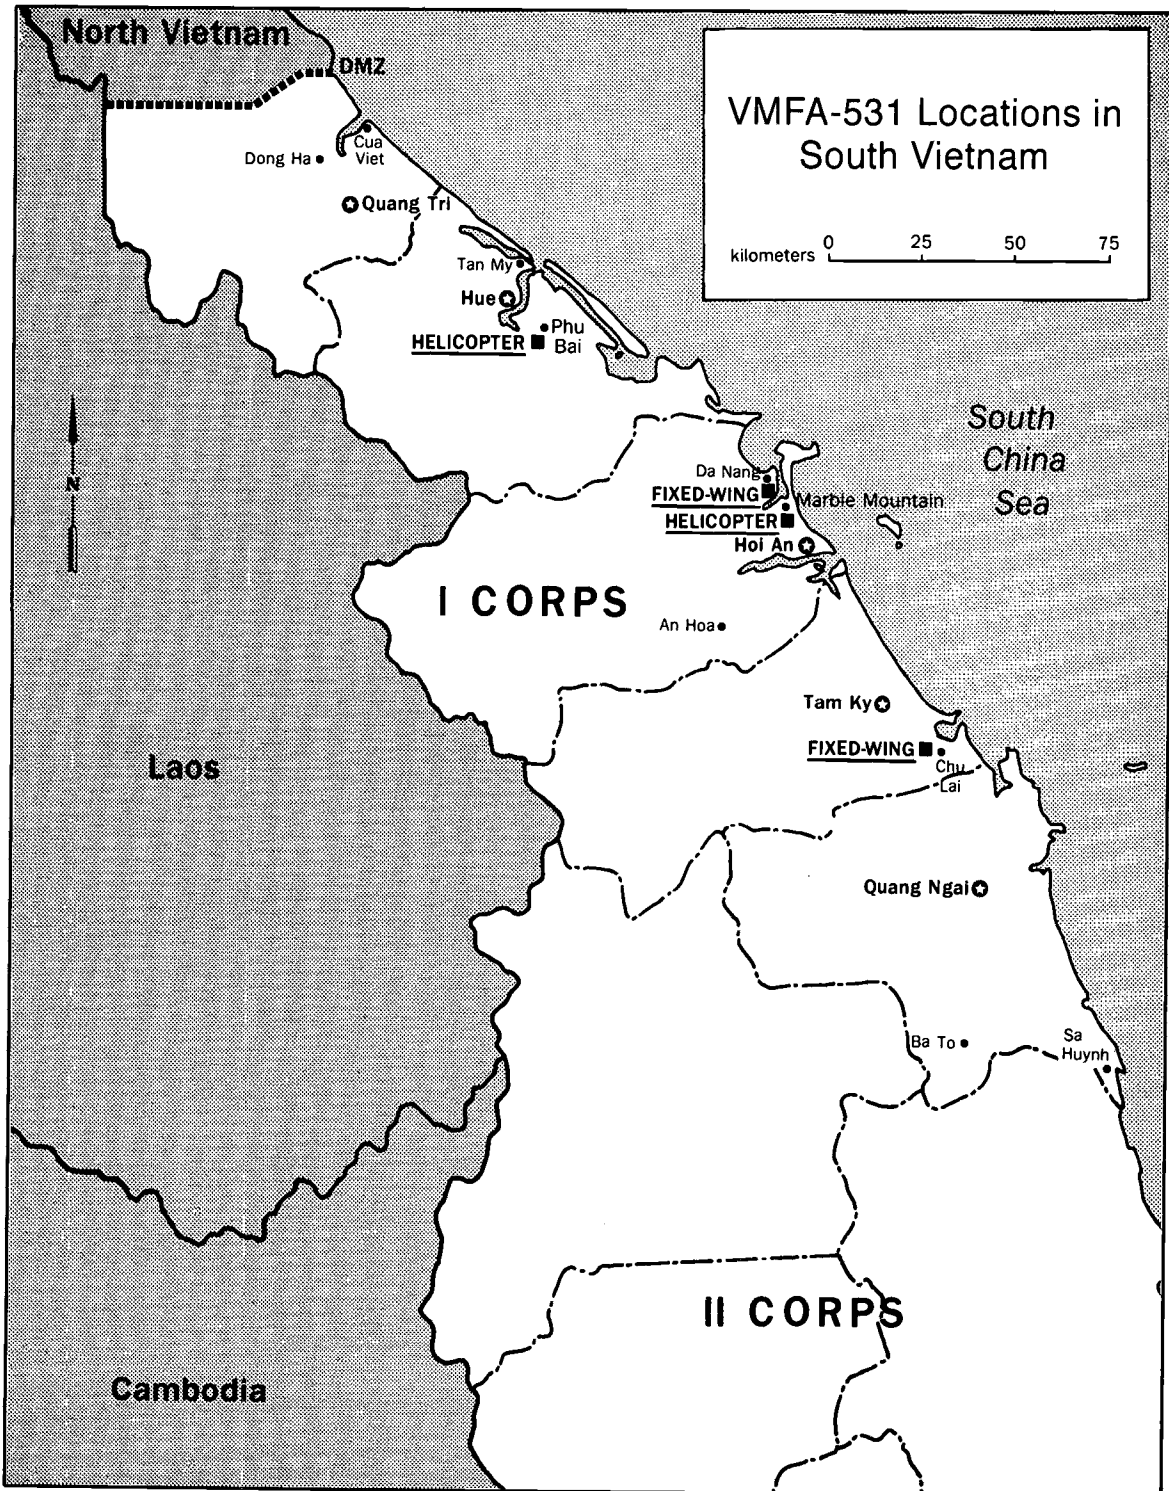 North Vietnam
DMZ
VMFA-531 Locations in
South Vietnam
kilometers 0 25 50 75
Cua
Viet
Dong Ha
Quang Tri
Tan My
Hue
Phu
Bai
HELICOPTER
N
South
China
Sea
Da Nang
FIXED-WING
Marble Mountain
HELICOPTER
Hoi An
I CORPS
An Hoa
Tam Ky
FIXED-WING
Chu
Lai
Laos
Quang Ngai
Ba To
Sa
Huynh
II CORPS
Cambodia